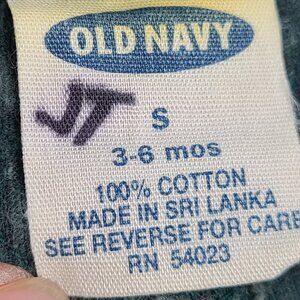 OLD NAVY
JT
S
3-6 mos
100% COTTON
MADE IN SRI LANKA
SEE REVERSE FOR CARE
RN 54023